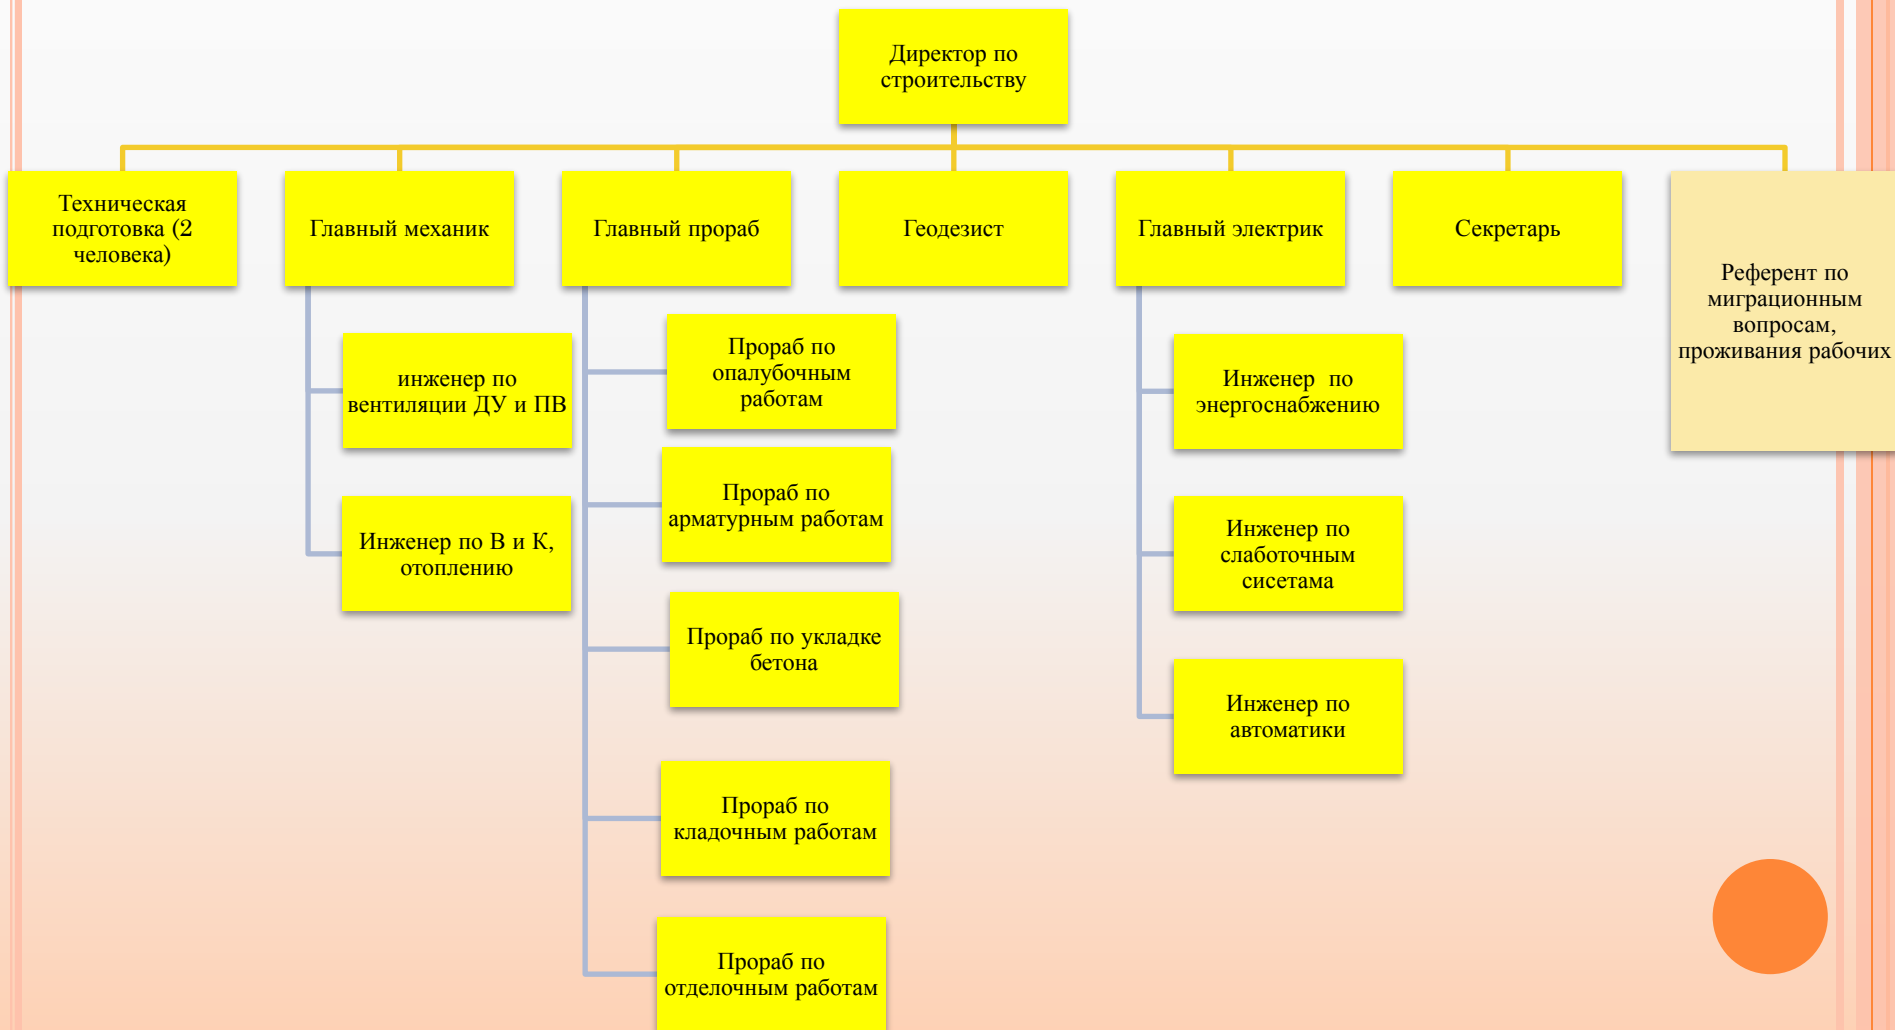 Директор по
строительству
Техническая
подготовка (2
человека)
Главный механик
Главный прораб
Геодезист
Главный электрик
Секретарь
Референт по
миграционным
вопросам,
проживания рабочих
инженер по
вентиляции ДУ и ПВ
Инженер по В и К,
отоплению
Прораб по
опалубочным
работам
Прораб по
арматурным работам
Прораб по укладке
бетона
Прораб по
кладочным работам
Прораб по
отделочным работам
Инженер  по
энергоснабжению
Инженер по
слаботочным
сисетама
Инженер по
автоматики